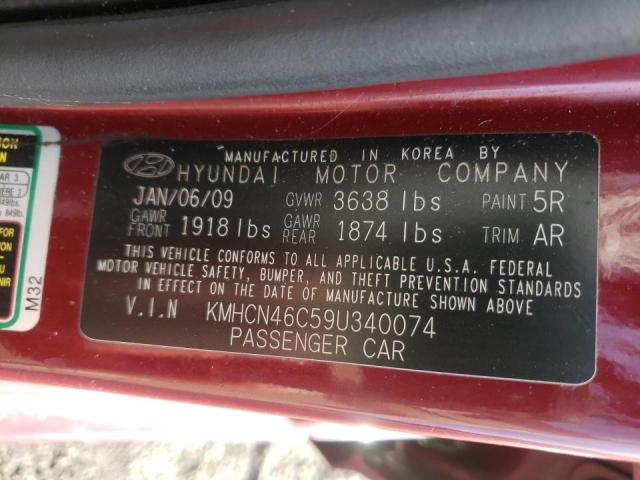 MANUFACTURED IN KOREA BY
HYUNDAI MOTOR COMPANY
JAN/06/09 GVWR 3638 lbs PAINT 5R
GAWR FRONT 1918 lbs GAWR REAR 1874 lbs TRIM AR
THIS VEHICLE CONFORMS TO ALL APPLICABLE U.S.A. FEDERAL
MOTOR VEHICLE SAFETY, BUMPER, AND THEFT PREVENTION STANDARDS
IN EFFECT ON THE DATE OF MANUFACTURE SHOWN ABOVE
V.I.N KMHCN46C59U340074
PASSENGER CAR
M32